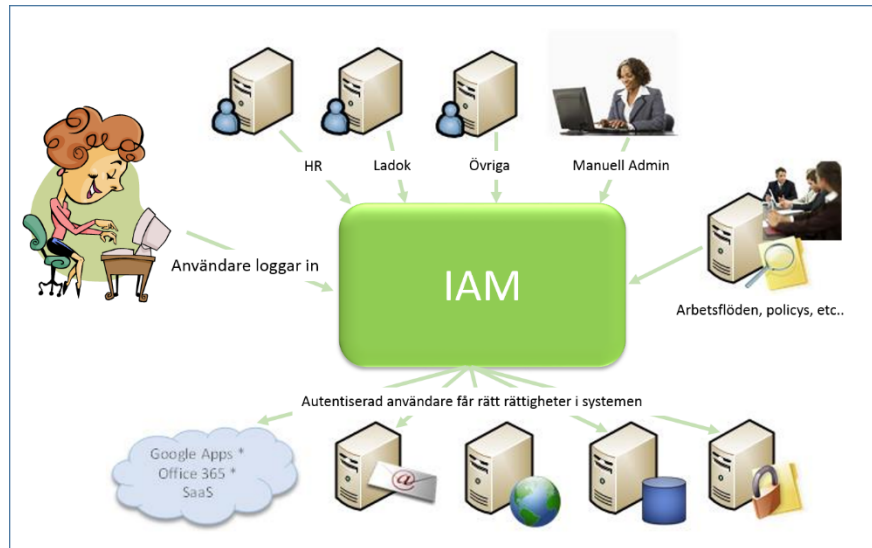 HR
Ladok
Övriga
Manuell Admin
Användare loggar in
IAM
Arbetsflöden, policys, etc..
Autentiserad användare får rätt rättigheter i systemen
Google Apps *
Office 365 *
SaaS
@